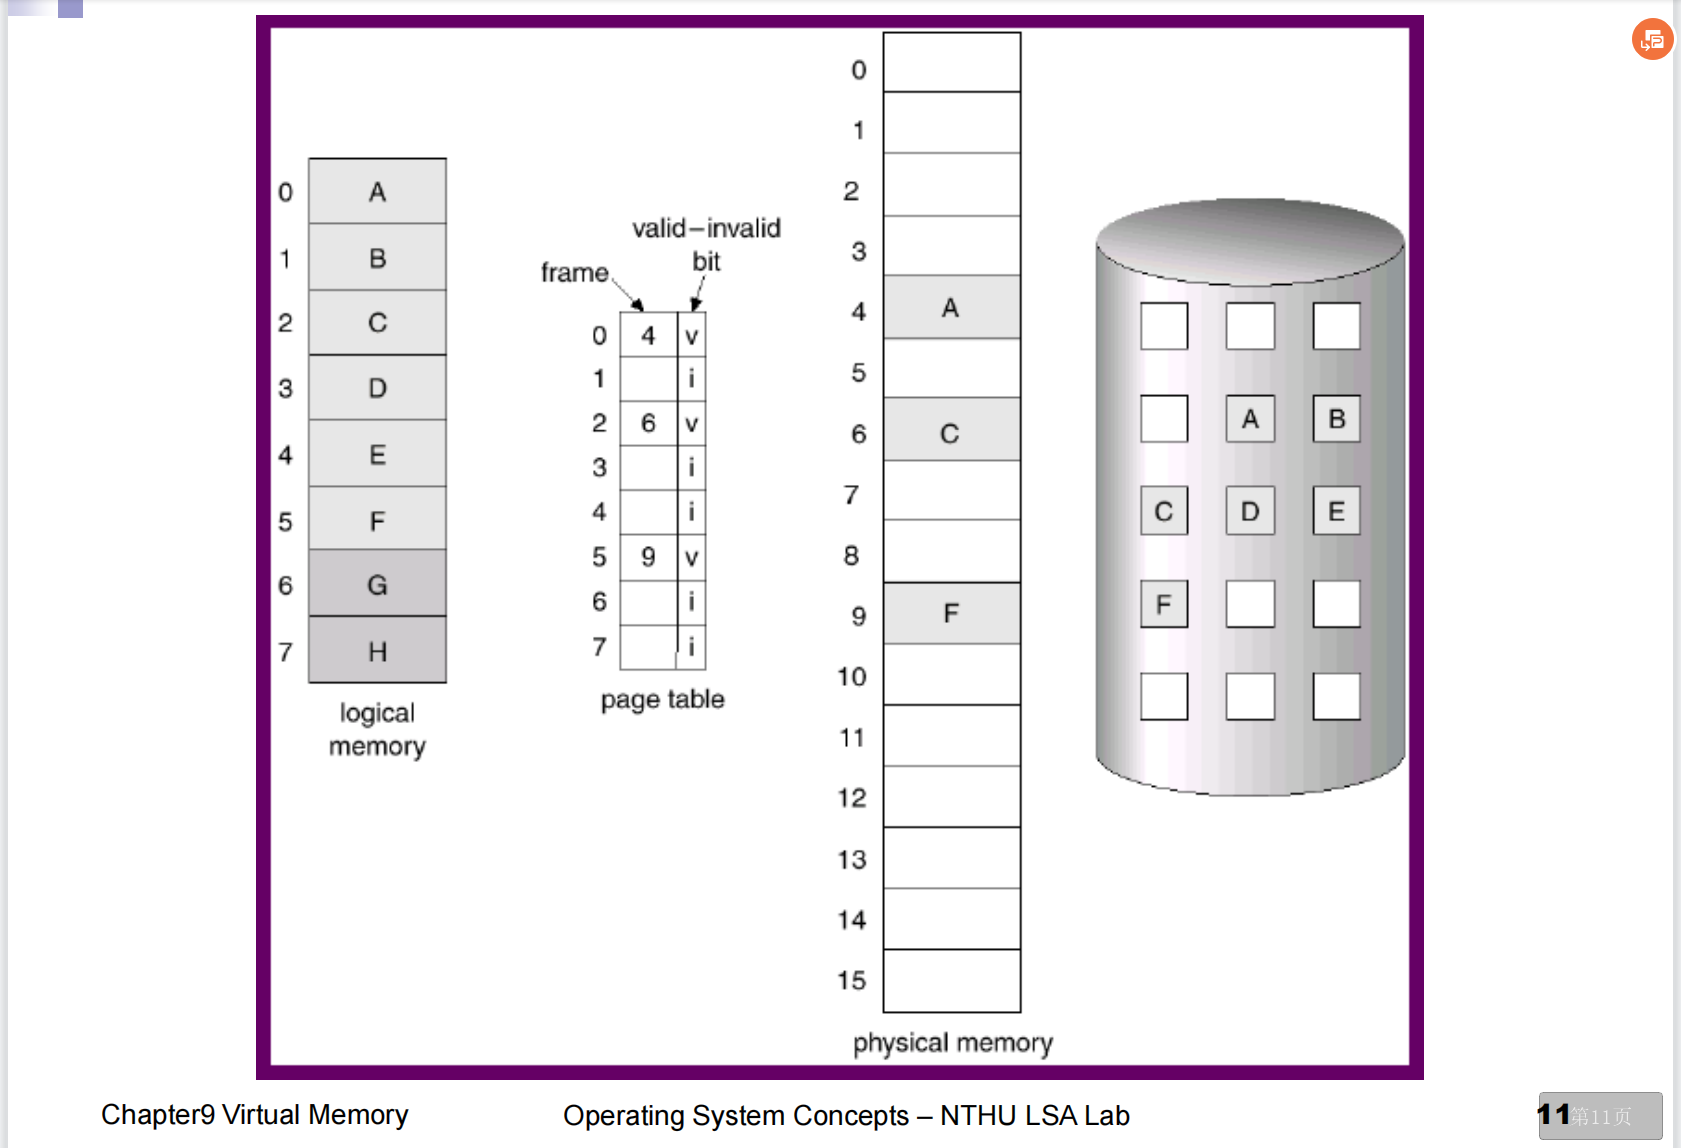 0 A
1 B
2 C
3 D
4 E
5 F
6 G
7 H
logical
memory
valid–invalid
bit
frame
0 4 v
1 i
2 6 v
3 i
4 i
5 9 v
6 i
7 i
page table
0
1
2
3
4 A
5
6 C
7
8
9 F
10
11
12
13
14
15
physical memory
A B
C D E
F
Chapter9 Virtual Memory
Operating System Concepts – NTHU LSA Lab
11
第11页